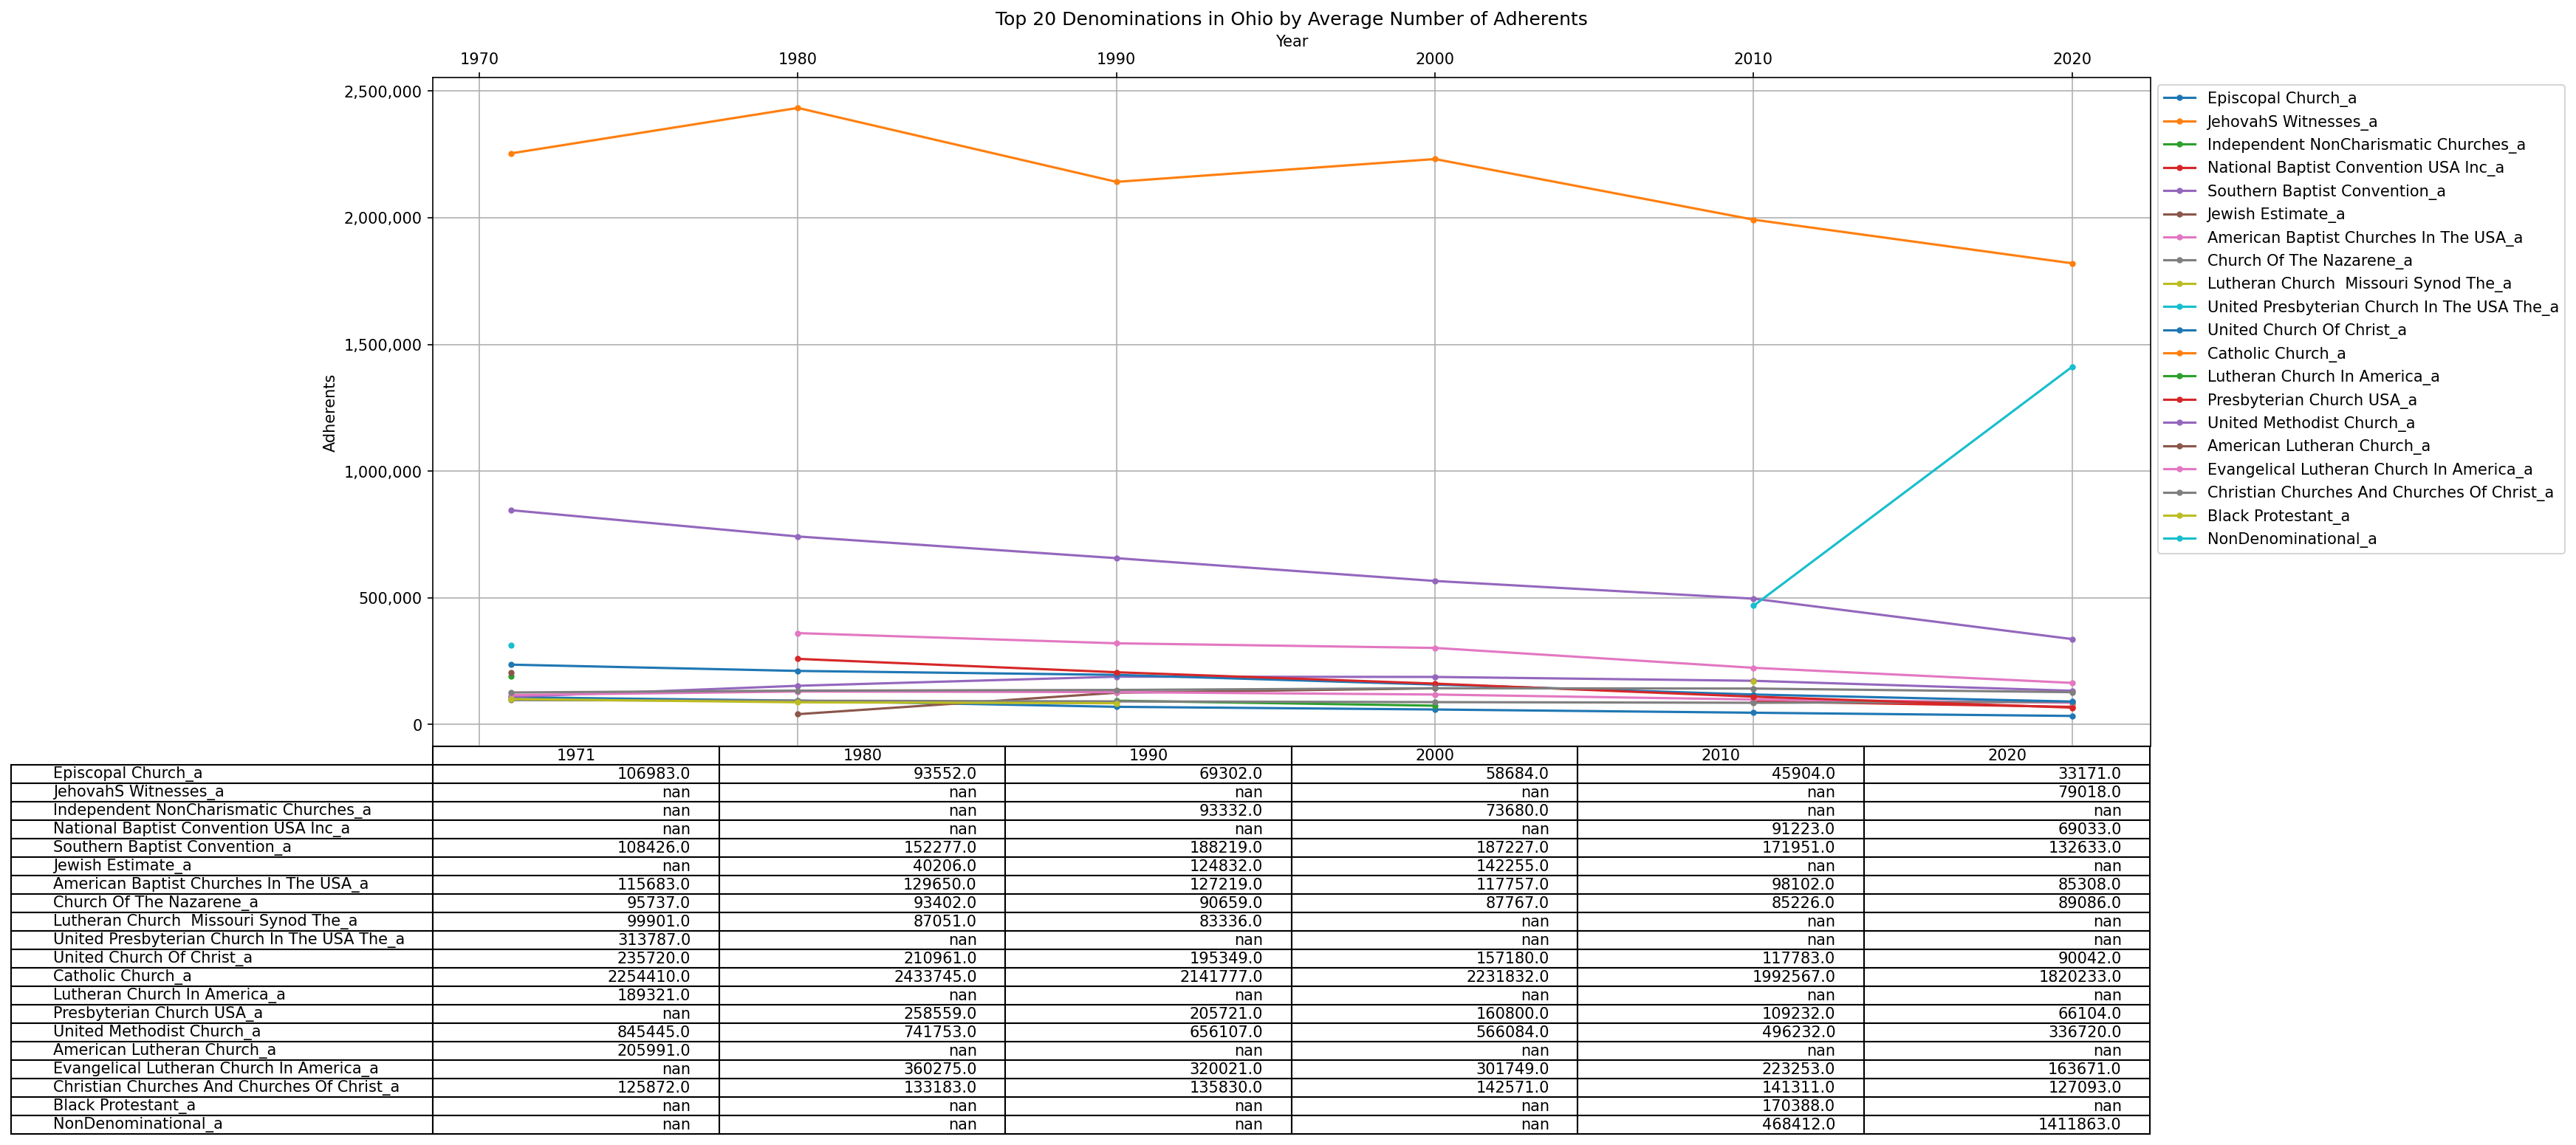 Top 20 Denominations in Ohio by Average Number of Adherents
Year
1970 1980 1990 2000 2010 2020
2,500,000
2,000,000
1,500,000
1,000,000
500,000
0
Adherents
Episcopal Church_a
JehovahS Witnesses_a
Independent NonCharismatic Churches_a
National Baptist Convention USA Inc_a
Southern Baptist Convention_a
Jewish Estimate_a
American Baptist Churches In The USA_a
Church Of The Nazarene_a
Lutheran Church  Missouri Synod The_a
United Presbyterian Church In The USA The_a
United Church Of Christ_a
Catholic Church_a
Lutheran Church In America_a
Presbyterian Church USA_a
United Methodist Church_a
American Lutheran Church_a
Evangelical Lutheran Church In America_a
Christian Churches And Churches Of Christ_a
Black Protestant_a
NonDenominational_a
1971 1980 1990 2000 2010 2020
Episcopal Church_a 106983.0 93552.0 69302.0 58684.0 45904.0 33171.0
JehovahS Witnesses_a nan nan nan nan nan 79018.0
Independent NonCharismatic Churches_a nan nan 93332.0 73680.0 nan nan
National Baptist Convention USA Inc_a nan nan nan nan 91223.0 69033.0
Southern Baptist Convention_a 108426.0 152277.0 188219.0 187227.0 171951.0 132633.0
Jewish Estimate_a nan 40206.0 124832.0 142255.0 nan nan
American Baptist Churches In The USA_a 115683.0 129650.0 127219.0 117757.0 98102.0 85308.0
Church Of The Nazarene_a 95737.0 93402.0 90659.0 87767.0 85226.0 89086.0
Lutheran Church  Missouri Synod The_a 99901.0 87051.0 83336.0 nan nan nan
United Presbyterian Church In The USA The_a 313787.0 nan nan nan nan nan
United Church Of Christ_a 235720.0 210961.0 195349.0 157180.0 117783.0 90042.0
Catholic Church_a 2254410.0 2433745.0 2141777.0 2231832.0 1992567.0 1820233.0
Lutheran Church In America_a 189321.0 nan nan nan nan nan
Presbyterian Church USA_a nan 258559.0 205721.0 160800.0 109232.0 66104.0
United Methodist Church_a 845445.0 741753.0 656107.0 566084.0 496232.0 336720.0
American Lutheran Church_a 205991.0 nan nan nan nan nan
Evangelical Lutheran Church In America_a nan 360275.0 320021.0 301749.0 223253.0 163671.0
Christian Churches And Churches Of Christ_a 125872.0 133183.0 135830.0 142571.0 141311.0 127093.0
Black Protestant_a nan nan nan nan 170388.0 nan
NonDenominational_a nan nan nan nan 468412.0 1411863.0